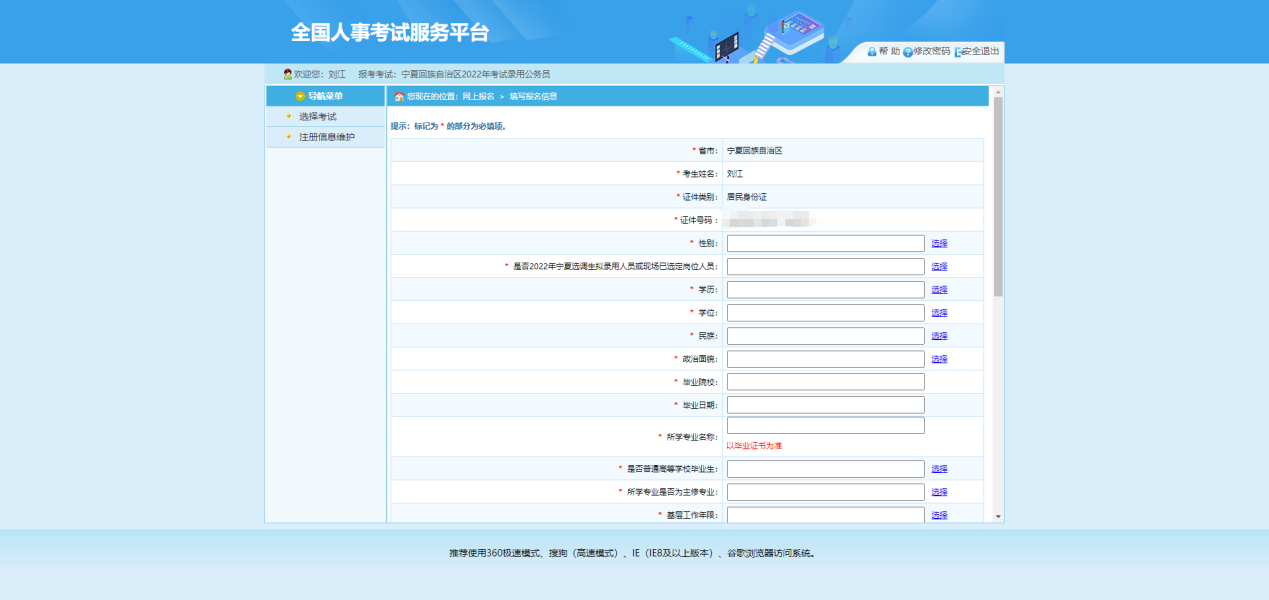 全国人事考试服务平台
帮 助 修改密码 安全退出
欢迎您： 刘江 报考考试：宁夏回族自治区2022年考试录用公务员
导航菜单
选择考试
注册信息维护
您现在的位置：网上报名 > 填写报名信息
提示：标记为 * 的部分为必填项。
* 省市： 宁夏回族自治区
* 考生姓名： 刘江
* 证件类别： 居民身份证
* 证件号码：
* 性别： 选择
* 是否2022年宁夏选调生拟录用人员或现场已选定岗位人员： 选择
* 学历： 选择
* 学位： 选择
* 民族： 选择
* 政治面貌： 选择
* 毕业院校：
* 毕业日期：
* 所学专业名称：
以毕业证书为准
* 是否普通高等学校毕业生： 选择
* 所学专业是否为主修专业： 选择
* 基层工作年限： 选择
推荐使用360极速模式、搜狗（高速模式）、IE（IE8及以上版本）、谷歌浏览器访问系统。